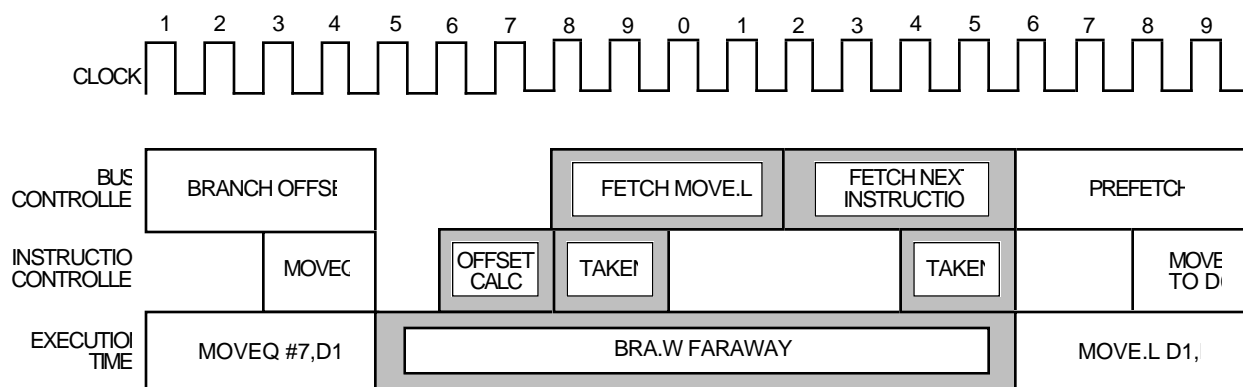 1 2 3 4 5 6 7 8 9 0 1 2 3 4 5 6 7 8 9
CLOCK
BUS
CONTROLLE
BRANCH OFFSE
FETCH MOVE.L
FETCH NEXT
INSTRUCTIO
PREFETCH
INSTRUCTIO
CONTROLLE
MOVEQ
OFFSET
CALC
TAKEN
TAKEN
MOVE
TO D(
EXECUTION
TIME
MOVEQ #7,D1
BRA.W FARAWAY
MOVE.L D1,